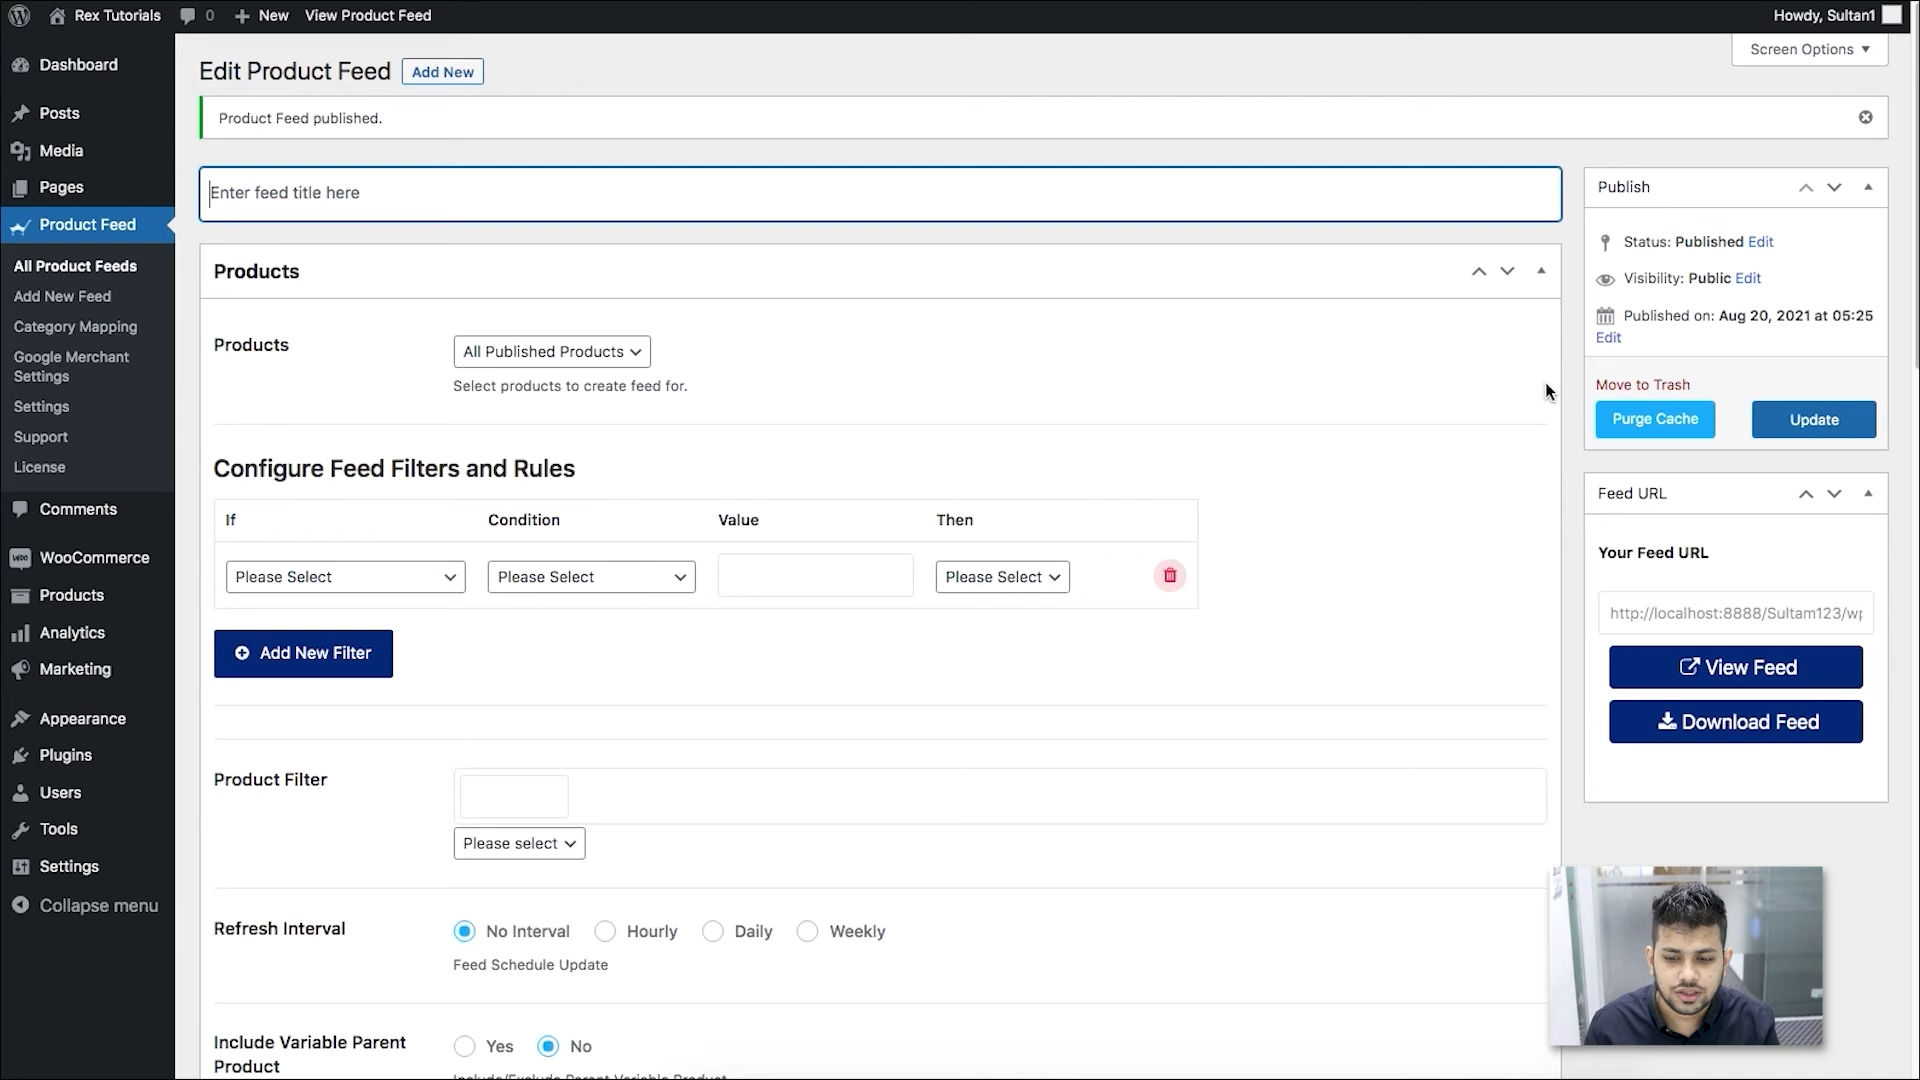 Rex Tutorials 0 New View Product Feed Howdy, Sultan1
Screen Options
Dashboard
Posts
Media
Pages
Product Feed
All Product Feeds
Add New Feed
Category Mapping
Google Merchant
Settings
Settings
Support
License
Comments
WooCommerce
Products
Analytics
Marketing
Appearance
Plugins
Users
Tools
Settings
Collapse menu
Edit Product Feed Add New
Product Feed published.
Enter feed title here
Products
Products
All Published Products
Select products to create feed for.
Configure Feed Filters and Rules
If Condition Value Then
Please Select Please Select Please Select
Add New Filter
Product Filter
Please select
Refresh Interval
No Interval Hourly Daily Weekly
Feed Schedule Update
Include Variable Parent
Product
Yes No
Include/Exclude Parent Variable Product
Publish
Status: Published Edit
Visibility: Public Edit
Published on: Aug 20, 2021 at 05:25
Edit
Move to Trash
Purge Cache Update
Feed URL
Your Feed URL
http://localhost:8888/Sultam123/wp
View Feed
Download Feed